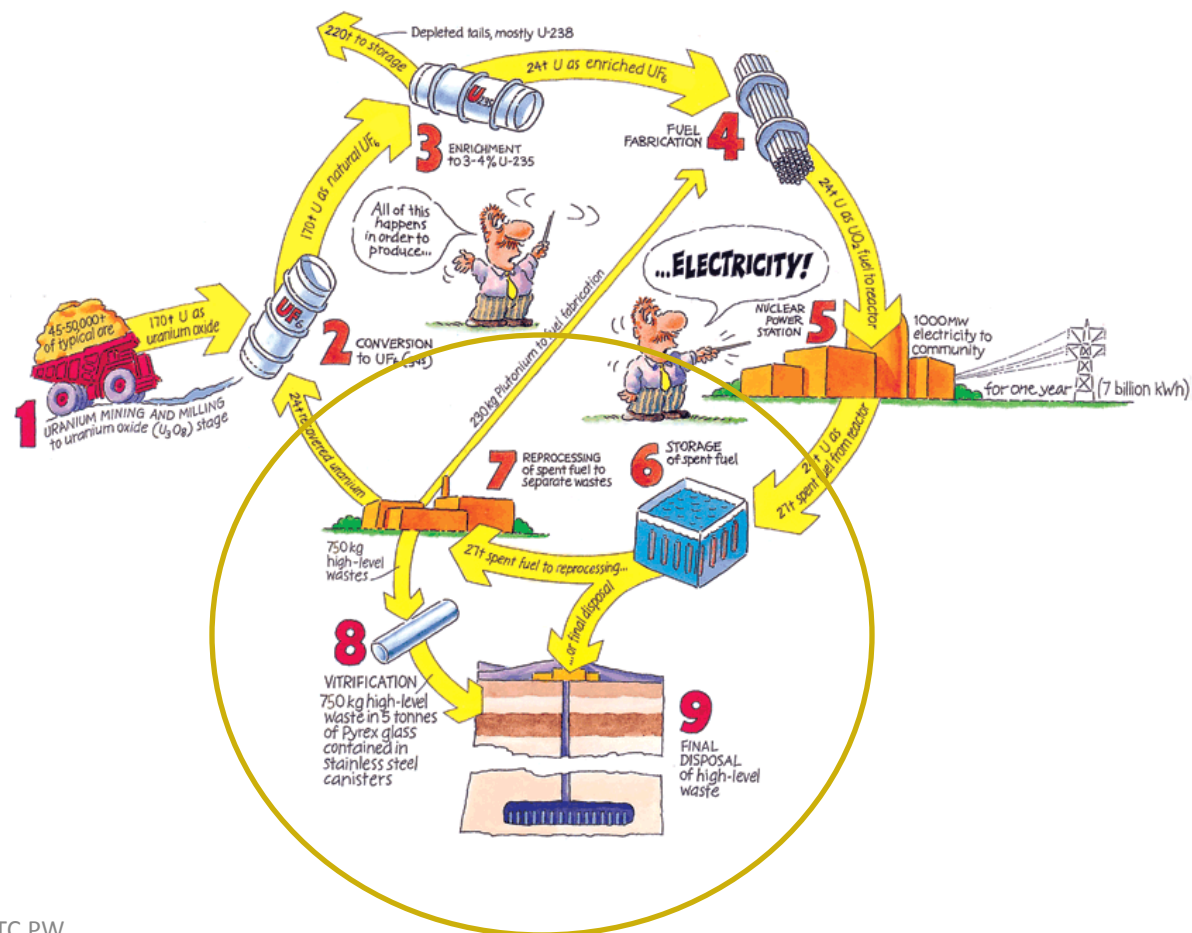 220t to storage
Depleted tails, mostly U-238
24t U as enriched UF₆
U235
3
ENRICHMENT
to 3-4% U-235
FUEL
FABRICATION
4
170t U as natural UF₆
All of this
happens
in order to
produce...
24t U as UO₂ fuel to reactor
...ELECTRICITY!
45-50,000t
of typical ore
170t U as
uranium oxide
UF₆
2
CONVERSION
to UF₆ (gas)
1
URANIUM MINING AND MILLING
to uranium oxide (U₃O₈) stage
230 kg Plutonium to fuel fabrication
NUCLEAR
POWER
STATION
5
1000MW
electricity to
community
for one year
(7 billion kWh)
24t recovered uranium
7
REPROCESSING
of spent fuel to
separate wastes
6
STORAGE
of spent fuel
24t U as
27t spent fuel from reactor
750 kg
high-level
wastes
27t spent fuel to reprocessing...
...or final disposal
8
VITRIFICATION
750 kg high-level
waste in 5 tonnes
of Pyrex glass
contained in
stainless steel
canisters
9
FINAL
DISPOSAL
of high-level
waste
TC PW